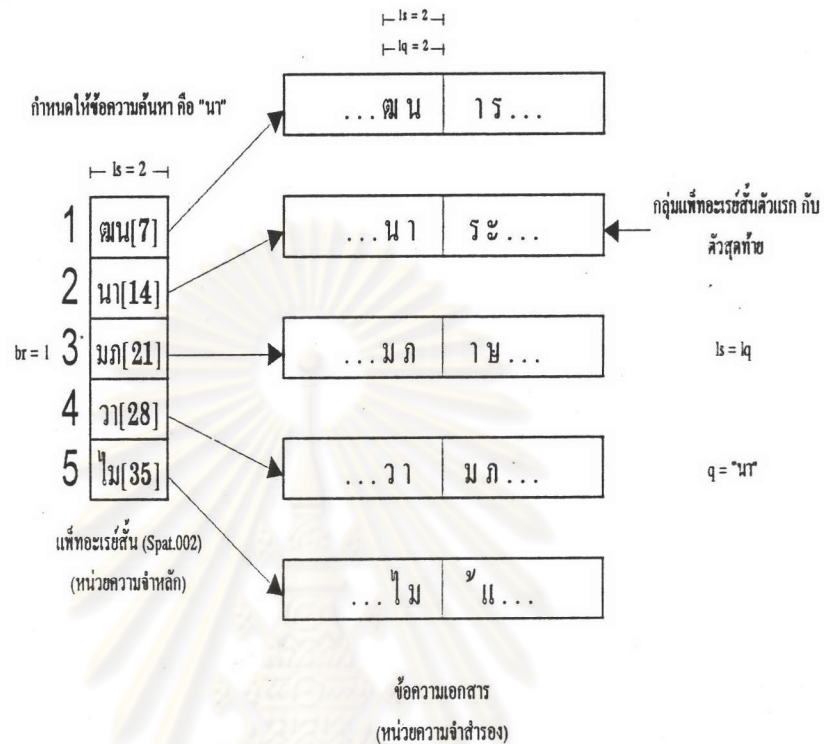 ls = 2
lq = 2
กำหนดให้ข้อความค้นหา คือ "นา"
...ฒน าร...
ls = 2
1 ฒน[7]
...นา ระ...
กลุ่มแพ็ทอะเรย์สั้นตัวแรก กับ
ตัวสุดท้าย
2 นา[14]
br = 1 3 มภ[21]
...มภ าษ...
ls = lq
4 วา[28]
5 ไม[35]
...วา มภ...
q = "นา"
แพ็ทอะเรย์สั้น (Spat.002)
(หน่วยความจำหลัก)
...ไม ้แ...
ข้อความเอกสาร
(หน่วยความจำสำรอง)